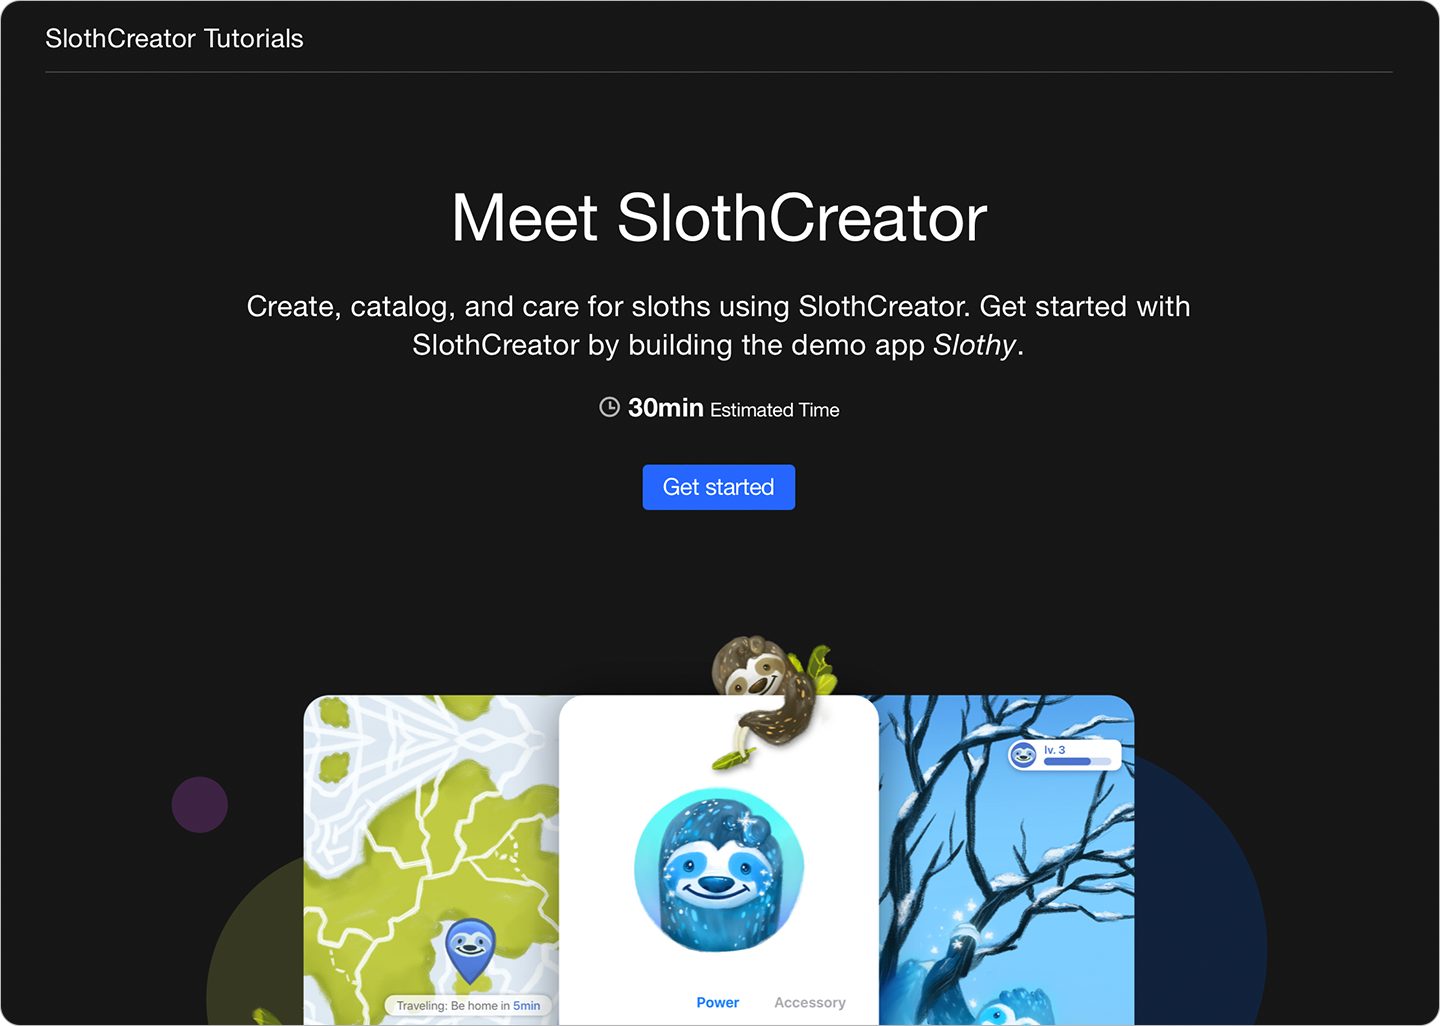 SlothCreator Tutorials
Meet SlothCreator
Create, catalog, and care for sloths using SlothCreator. Get started with
SlothCreator by building the demo app Slothy.
30min Estimated Time
Get started
lv. 3
Traveling: Be home in 5min
Power Accessory